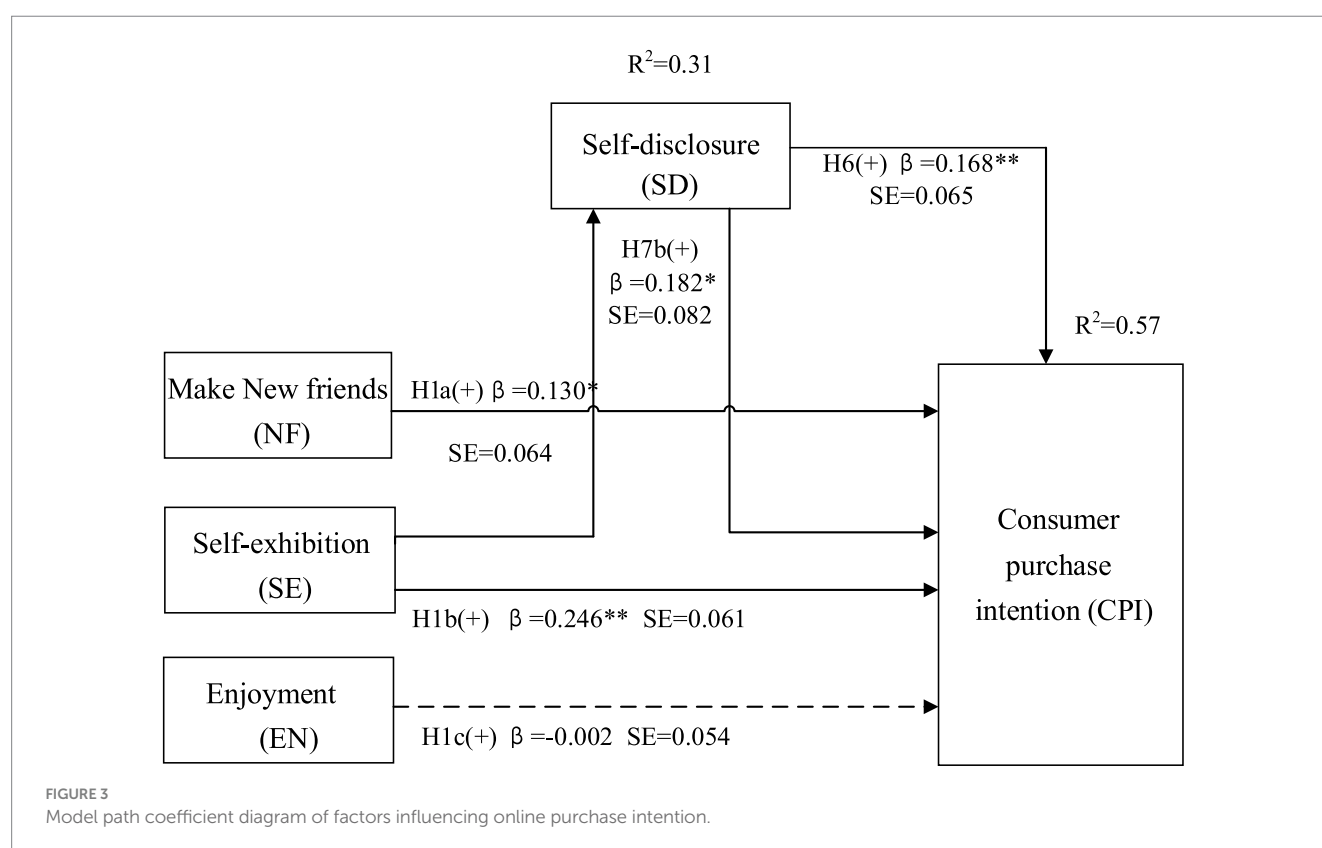 R²=0.31
Self-disclosure
(SD)
H6(+) β=0.168**
SE=0.065
H7b(+)
β=0.182*
SE=0.082
R²=0.57
Make New friends
(NF)
H1a(+) β=0.130*
SE=0.064
Self-exhibition
(SE)
H1b(+) β=0.246** SE=0.061
Consumer
purchase
intention (CPI)
Enjoyment
(EN)
H1c(+) β=-0.002 SE=0.054
FIGURE 3
Model path coefficient diagram of factors influencing online purchase intention.